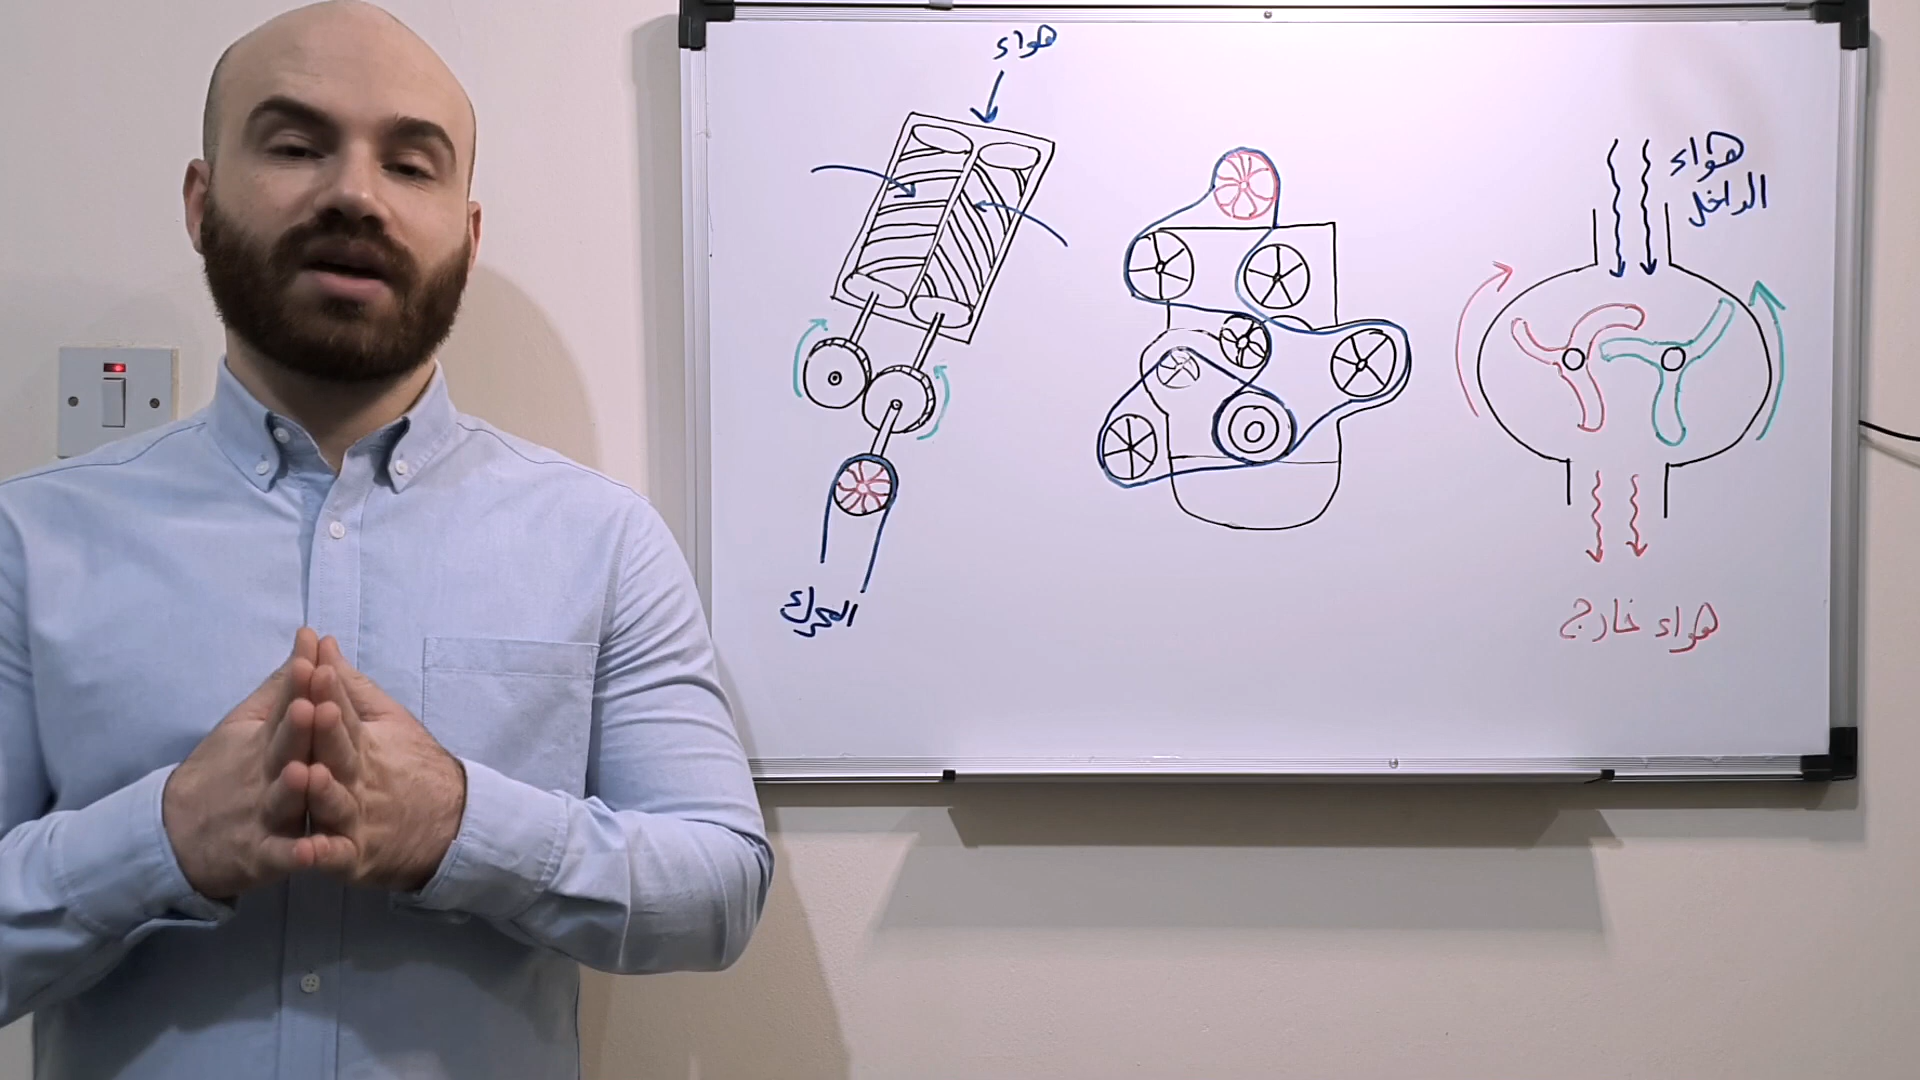 هواء
هواء
الداخل
المحرك
هواء خارج